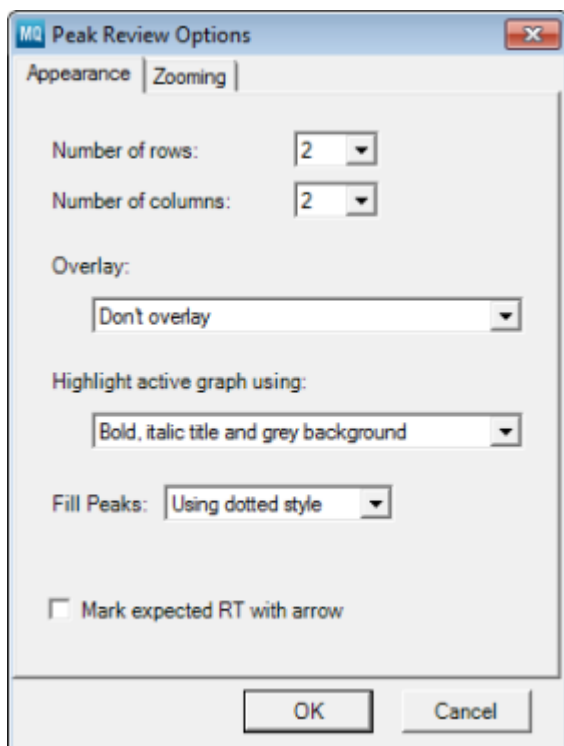 MQ Peak Review Options
Appearance Zooming
Number of rows: 2
Number of columns: 2
Overlay:
Don't overlay
Highlight active graph using:
Bold, italic title and grey background
Fill Peaks: Using dotted style
Mark expected RT with arrow
OK Cancel